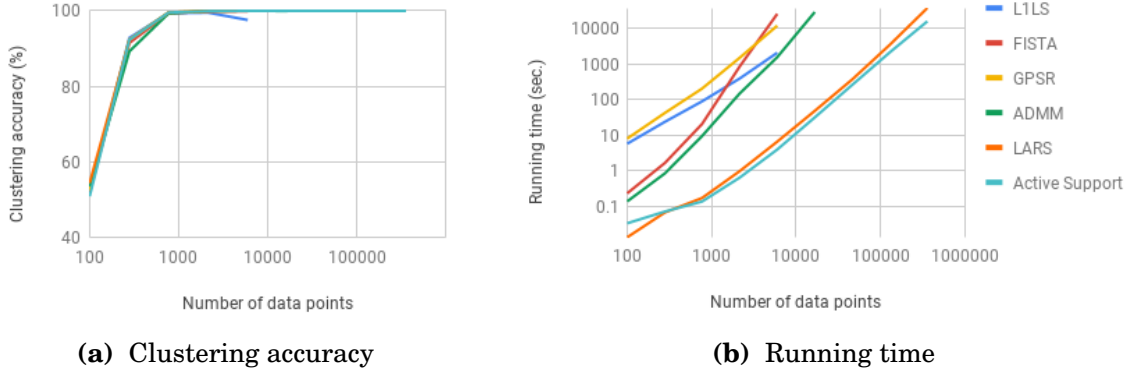 100
80
60
40
Clustering accuracy (%)
100
1000
10000
100000
Number of data points
(a) Clustering accuracy
10000
1000
100
10
1
0.1
Running time (sec.)
100
1000
10000
100000
1000000
Number of data points
(b) Running time
L1LS
FISTA
GPSR
ADMM
LARS
Active Support